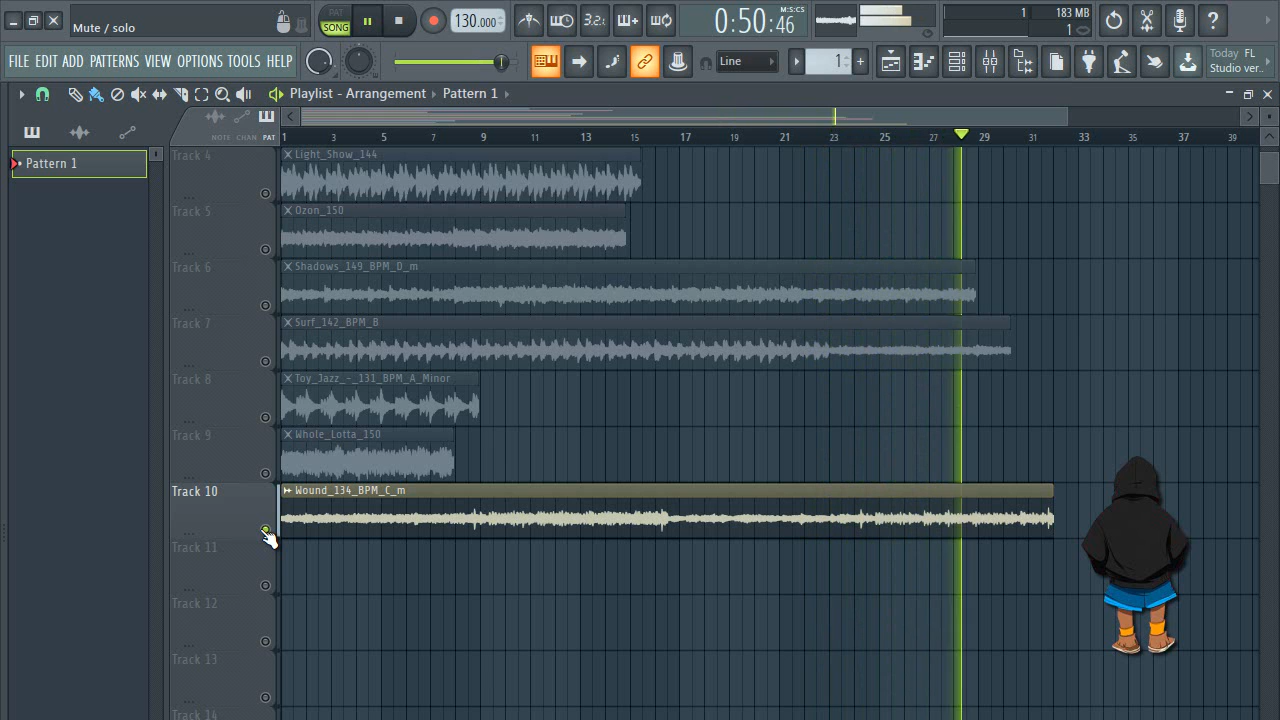 Mute / solo
PAT
SONG
130.000
3.2.
0:50:46
M:S:CS
1
183 MB
1
FILE EDIT ADD PATTERNS VIEW OPTIONS TOOLS HELP
Line
1
Today FL
Studio ver..
Playlist - Arrangement
Pattern 1
NOTE CHAN PAT
1 3 5 7 9 11 13 15 17 19 21 23 25 27 29 31 33 35 37 39
Pattern 1
Track 4
Light_Show_144
Track 5
Ozon_150
Track 6
Shadows_149_BPM_D_m
Track 7
Surf_142_BPM_B
Track 8
Toy_Jazz_-_131_BPM_A_Minor
Track 9
Whole_Lotta_150
Track 10
Wound_134_BPM_C_m
Track 11
Track 12
Track 13
Track 14